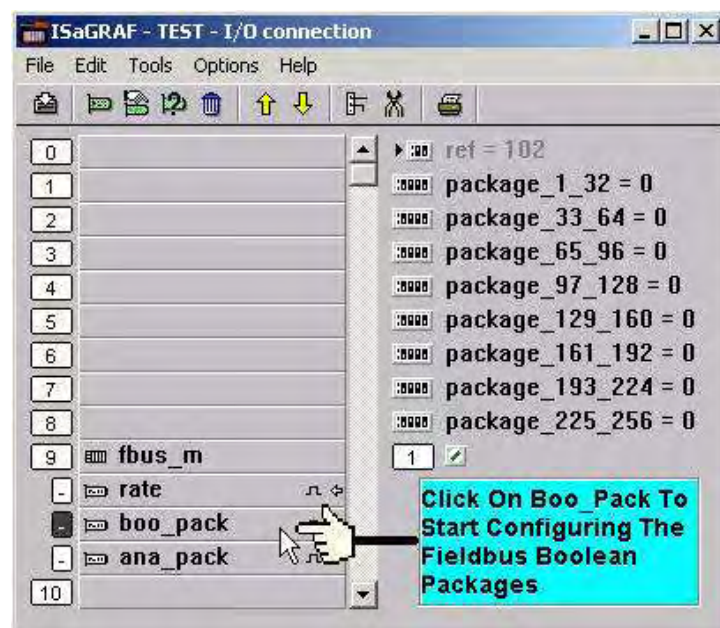 ISaGRAF - TEST - I/O connection
File Edit Tools Options Help
0
1
2
3
4
5
6
7
8
9 fbus_m
- rate
- boo_pack
- ana_pack
10
ref = 102
package_1_32 = 0
package_33_64 = 0
package_65_96 = 0
package_97_128 = 0
package_129_160 = 0
package_161_192 = 0
package_193_224 = 0
package_225_256 = 0
1
Click On Boo_Pack To
Start Configuring The
Fieldbus Boolean
Packages